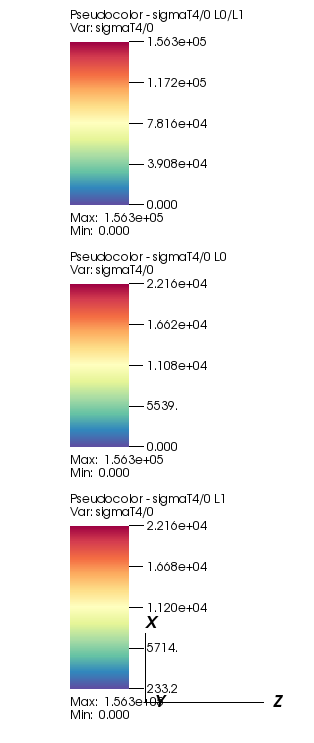 Pseudocolor - sigmaT4/0 L0/L1
Var: sigmaT4/0
1.563e+05
1.172e+05
7.816e+04
3.908e+04
0.000
Max: 1.563e+05
Min: 0.000
Pseudocolor - sigmaT4/0 L0
Var: sigmaT4/0
2.216e+04
1.662e+04
1.108e+04
5539.
0.000
Max: 1.563e+05
Min: 0.000
Pseudocolor - sigmaT4/0 L1
Var: sigmaT4/0
2.216e+04
1.668e+04
1.120e+04
X
5714.
233.2
Max: 1.563e+05
Y
Z
Min: 0.000